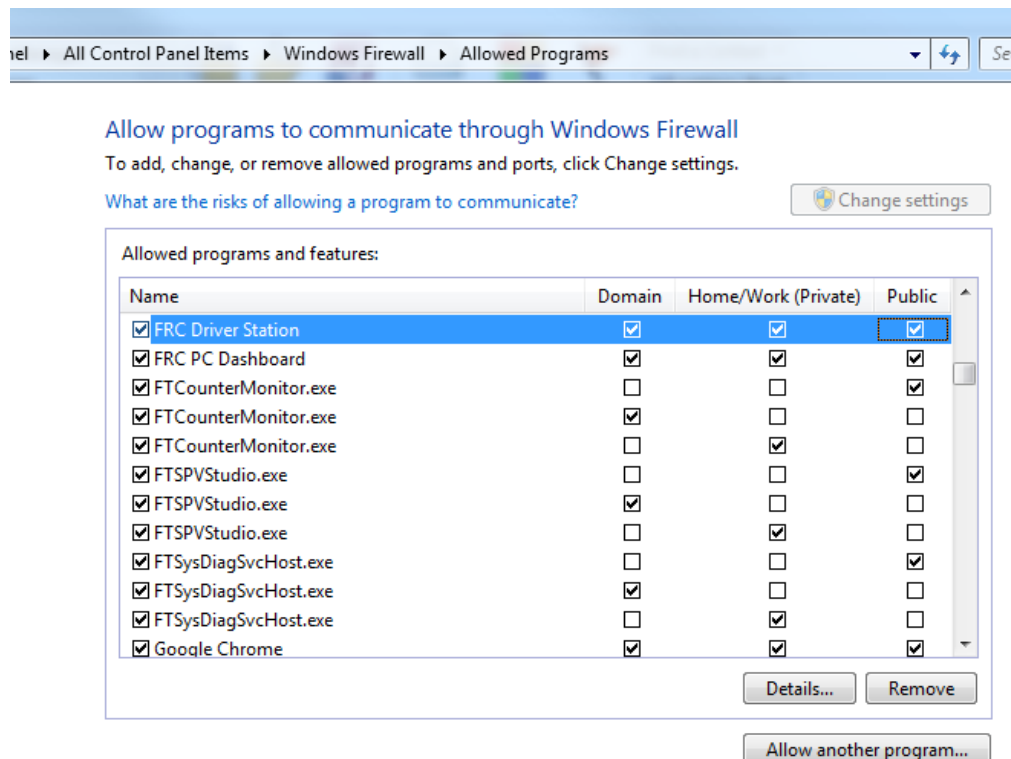 nel ▸ All Control Panel Items ▸ Windows Firewall ▸ Allowed Programs Se
Allow programs to communicate through Windows Firewall
To add, change, or remove allowed programs and ports, click Change settings.
What are the risks of allowing a program to communicate? Change settings
Allowed programs and features:
Name Domain Home/Work (Private) Public
FRC Driver Station
FRC PC Dashboard
FTCounterMonitor.exe
FTCounterMonitor.exe
FTCounterMonitor.exe
FTSPVStudio.exe
FTSPVStudio.exe
FTSPVStudio.exe
FTSysDiagSvcHost.exe
FTSysDiagSvcHost.exe
FTSysDiagSvcHost.exe
Google Chrome
Details... Remove
Allow another program...